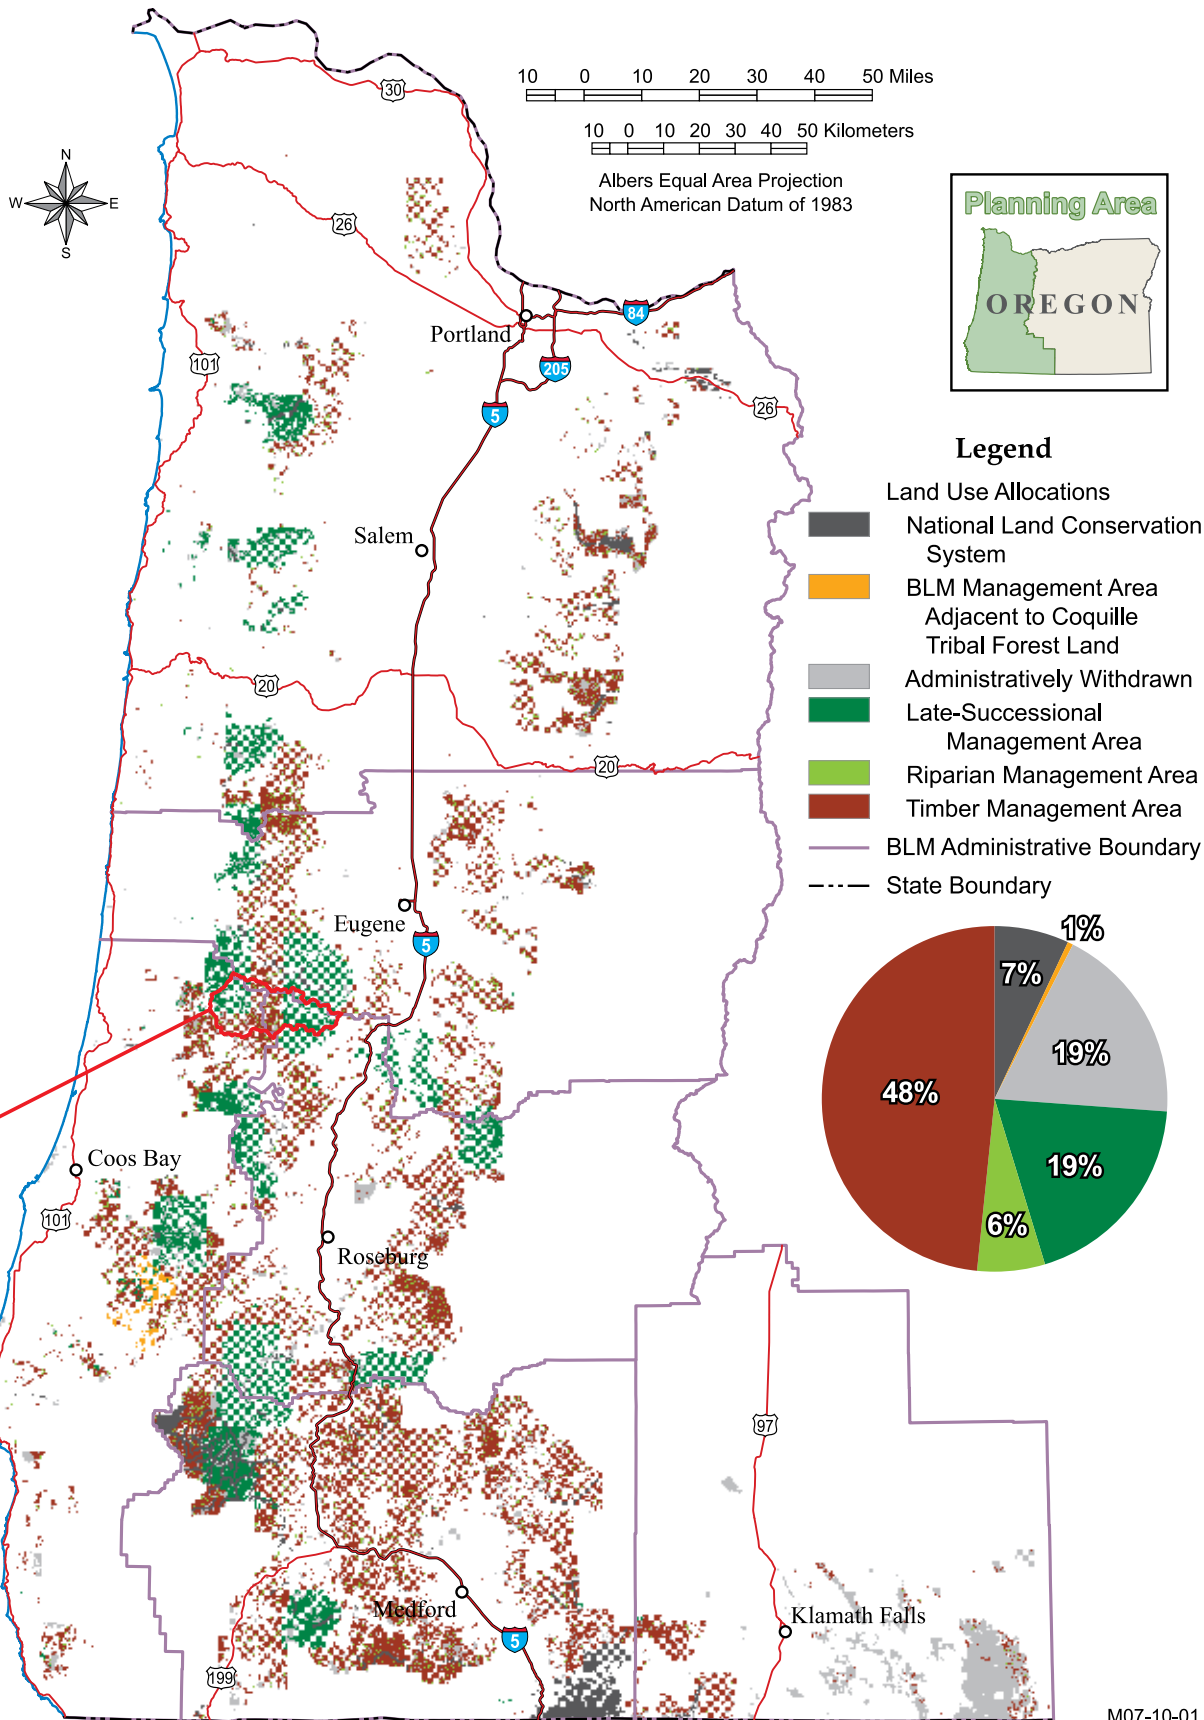 10 0 10 20 30 40 50 Miles
10 0 10 20 30 40 50 Kilometers
Albers Equal Area Projection
North American Datum of 1983
N
W E
S
30
26
Planning Area
OREGON
84
Portland
101
205
5
26
Legend
Land Use Allocations
National Land Conservation
System
BLM Management Area
Adjacent to Coquille
Tribal Forest Land
Administratively Withdrawn
Late-Successional
Management Area
Riparian Management Area
Timber Management Area
BLM Administrative Boundary
State Boundary
Salem
20
20
Eugene
5
1%
7%
19%
48%
19%
6%
Coos Bay
101
Roseburg
97
Medford
Klamath Falls
5
199
M07-10-01